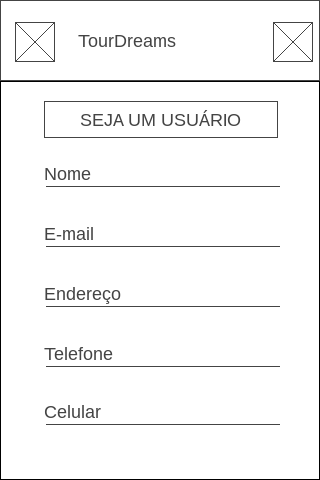 TourDreams
SEJA UM USUÁRIO
Nome
E-mail
Endereço
Telefone
Celular